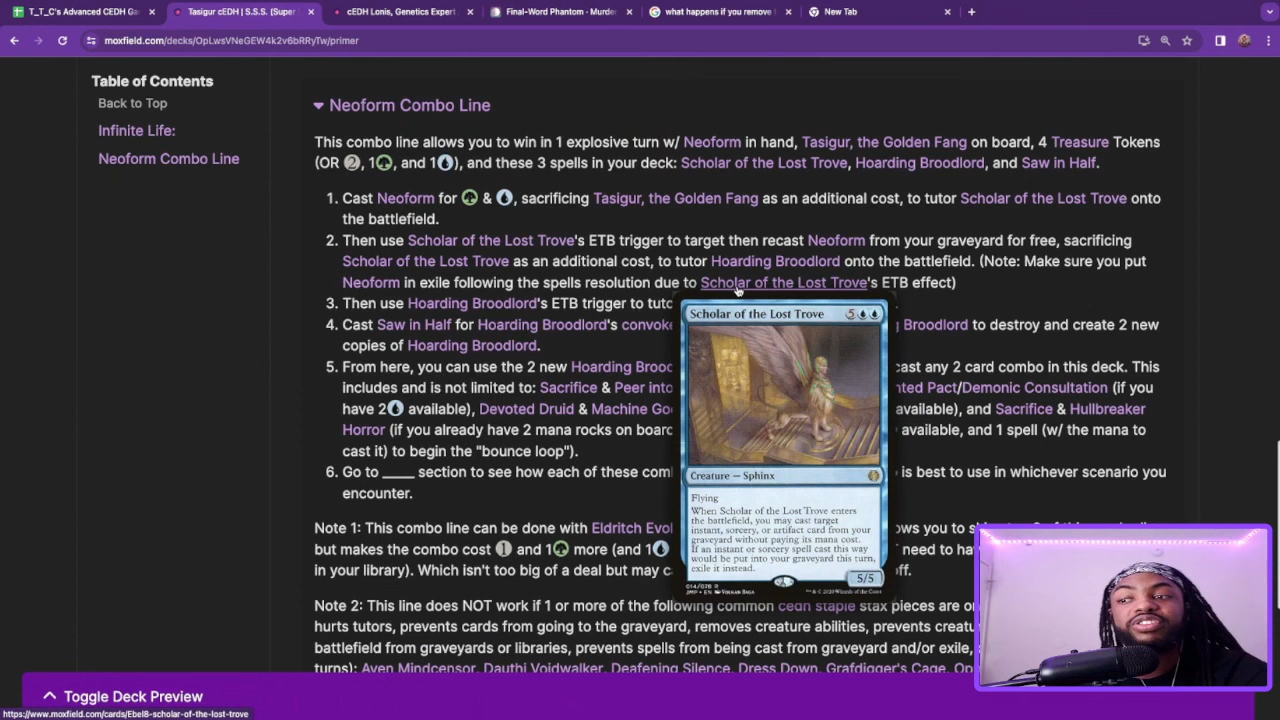 T_T_C's Advanced CEDH Ga
Tasigur cEDH | S.S.S. (Super
cEDH Lonis, Genetics Expert
Final-Word Phantom - Murder
what happens if you remove
New Tab
moxfield.com/decks/OpLwsVNeGEW4k2v6bRRyTw/primer
Table of Contents
Back to Top
Infinite Life:
Neoform Combo Line
Neoform Combo Line
This combo line allows you to win in 1 explosive turn w/ Neoform in hand, Tasigur, the Golden Fang on board, 4 Treasure Tokens
(OR 2, 1, and 1), and these 3 spells in your deck: Scholar of the Lost Trove, Hoarding Broodlord, and Saw in Half.
1. Cast Neoform for & , sacrificing Tasigur, the Golden Fang as an additional cost, to tutor Scholar of the Lost Trove onto
the battlefield.
2. Then use Scholar of the Lost Trove's ETB trigger to target then recast Neoform from your graveyard for free, sacrificing
Scholar of the Lost Trove as an additional cost, to tutor Hoarding Broodlord onto the battlefield. (Note: Make sure you put
Neoform in exile following the spells resolution due to Scholar of the Lost Trove's ETB effect)
3. Then use Hoarding Broodlord's ETB trigger to tuto
4. Cast Saw in Half for Hoarding Broodlord's convok g Broodlord to destroy and create 2 new
copies of Hoarding Broodlord.
5. From here, you can use the 2 new Hoarding Brood cast any 2 card combo in this deck. This
includes and is not limited to: Sacrifice & Peer into nted Pact/Demonic Consultation (if you
have 2 available), Devoted Druid & Machine Go available), and Sacrifice & Hullbreaker
Horror (if you already have 2 mana rocks on board available, and 1 spell (w/ the mana to
cast it) to begin the "bounce loop").
6. Go to ____ section to see how each of these com is best to use in whichever scenario you
encounter.
Scholar of the Lost Trove 5
Creature — Sphinx
Flying
When Scholar of the Lost Trove enters
the battlefield, you may cast target
instant, sorcery, or artifact card from your
graveyard without paying its mana cost.
If an instant or sorcery spell cast this way
would be put into your graveyard this turn,
exile it instead.
5/5
Note 1: This combo line can be done with Eldritch Evol ows you to s
but makes the combo cost 1 and 1 more (and 1 need to ha
in your library). Which isn't too big of a deal but may c off.
Note 2: This line does NOT work if 1 or more of the following common cedh staple stax pieces are o
hurts tutors, prevents cards from going to the graveyard, removes creature abilities, prevents creatu
battlefield from graveyards or libraries, prevents spells from being cast from graveyard and/or exile,
turns): Aven Mindcensor, Dauthi Voidwalker, Deafening Silence, Dress Down, Grafdigger's Cage, Op
Toggle Deck Preview
https://www.moxfield.com/cards/Ebel8-scholar-of-the-lost-trove